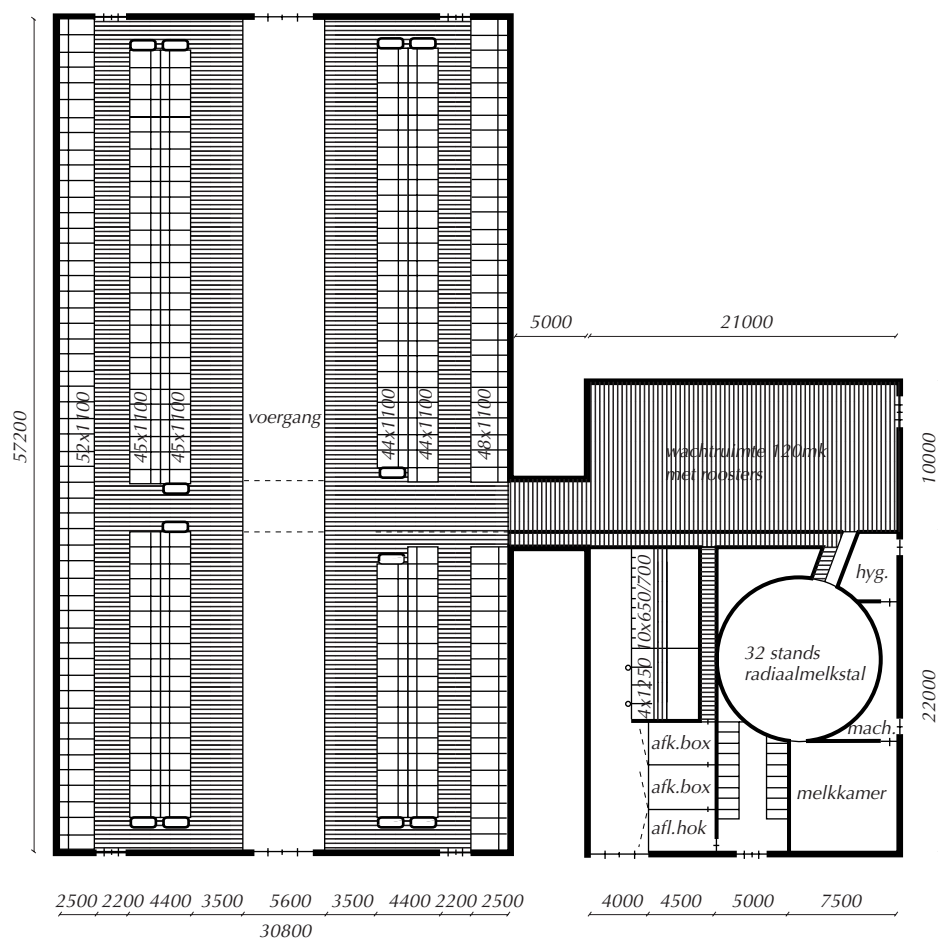 5000
21000
57200
52x1100
45x1100
45x1100
voergang
44x1100
44x1100
48x1100
wachtruimte 120mk
met roosters
10000
hyg.
4x1250 10x650/700
32 stands
radiaalmelkstal
22000
mach.
afk.box
afk.box
melkkamer
afl.hok
2500 2200 4400 3500 5600 3500 4400 2200 2500
4000 4500 5000 7500
30800